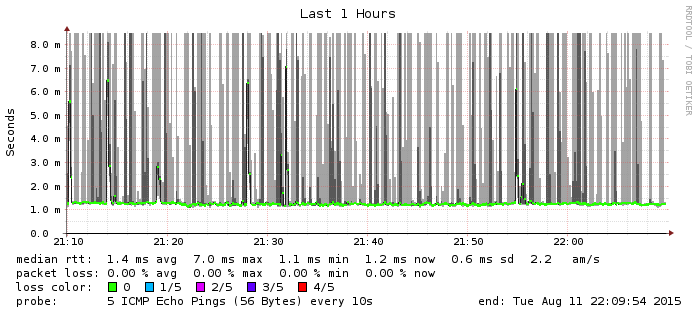 Last 1 Hours
RRDTOOL / TOBI OETIKER
Seconds
8.0 m
7.0 m
6.0 m
5.0 m
4.0 m
3.0 m
2.0 m
1.0 m
0.0
21:10 21:20 21:30 21:40 21:50 22:00
median rtt: 1.4 ms avg 7.0 ms max 1.1 ms min 1.2 ms now 0.6 ms sd 2.2 am/s
packet loss: 0.00 % avg 0.00 % max 0.00 % min 0.00 % now
loss color: 0 1/5 2/5 3/5 4/5
probe: 5 ICMP Echo Pings (56 Bytes) every 10s end: Tue Aug 11 22:09:54 2015